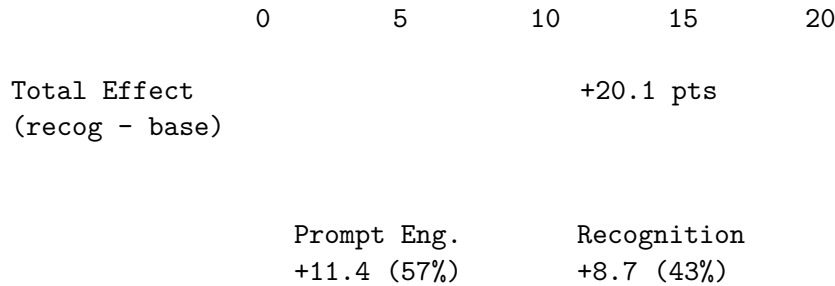 0 5 10 15 20
Total Effect +20.1 pts
(recog - base)
Prompt Eng. Recognition
+11.4 (57%) +8.7 (43%)